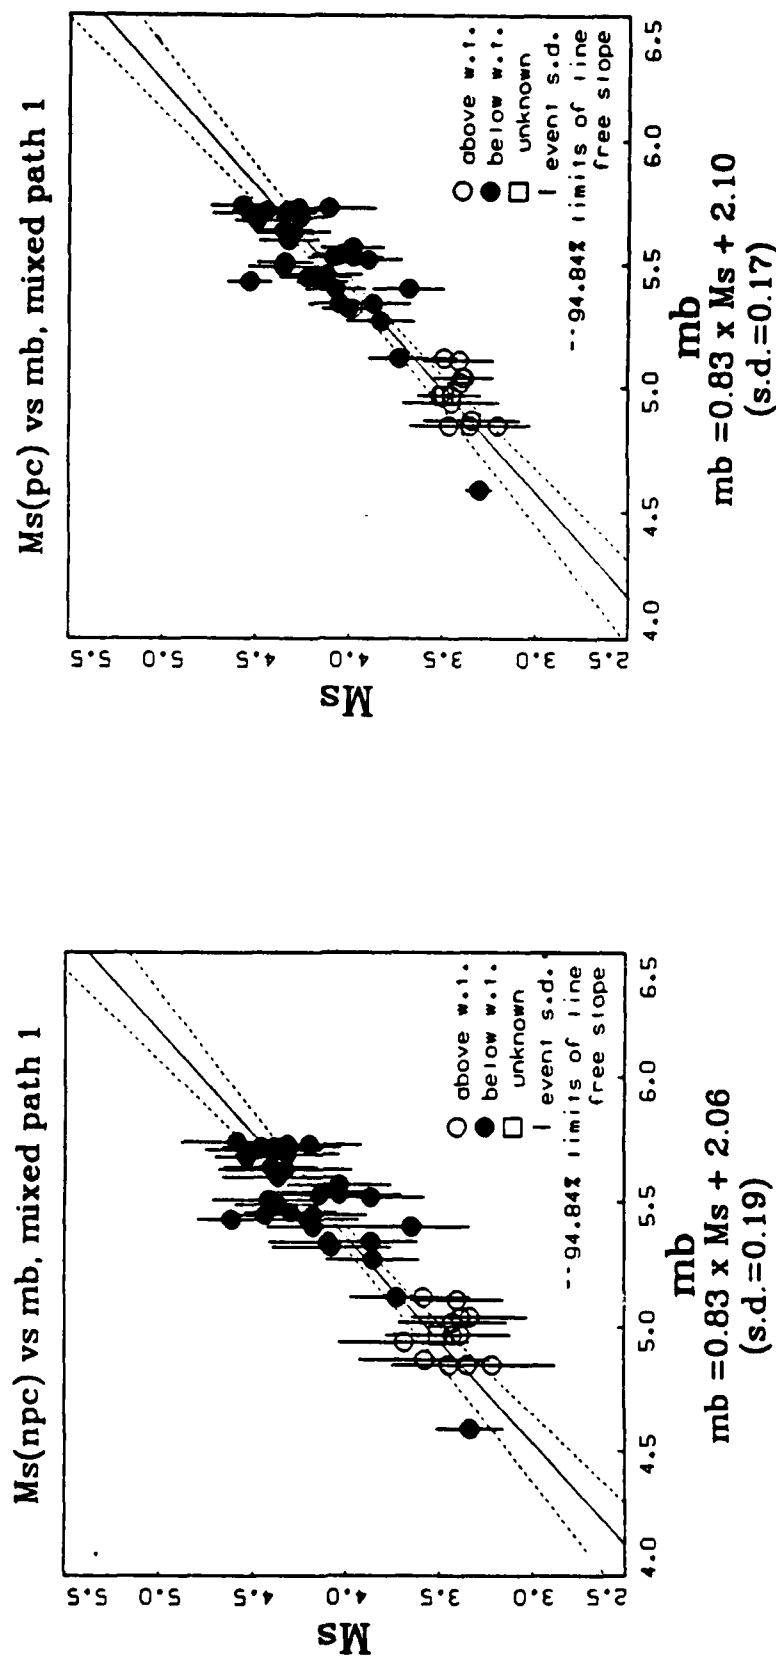 Ms(npc) vs mb, mixed path 1
Ms
5.5
5.0
4.5
4.0
3.5
3.0
2.5
above w.t.
below w.t.
unknown
event s.d.
--94.84% limits of line
free slope
4.0 4.5 5.0 5.5 6.0 6.5
mb
mb =0.83 x Ms + 2.06
(s.d.=0.19)
Ms(pc) vs mb, mixed path 1
Ms
5.5
5.0
4.5
4.0
3.5
3.0
2.5
above w.t.
below w.t.
unknown
event s.d.
--94.84% limits of line
free slope
4.0 4.5 5.0 5.5 6.0 6.5
mb
mb =0.83 x Ms + 2.10
(s.d.=0.17)